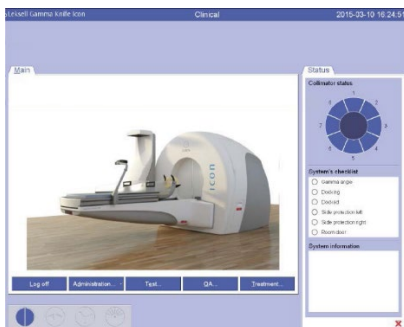 Leksell Gamma Knife Icon
Clinical
2015-03-10 16:24:51
Main
icon
Log off
Administration...
Test...
QA...
Treatment...
Status
Collimator status
1
2
3
4
5
6
7
8
System's checklist
Gamma angle
Docking
Side protection left
Side protection right
Room door
System information